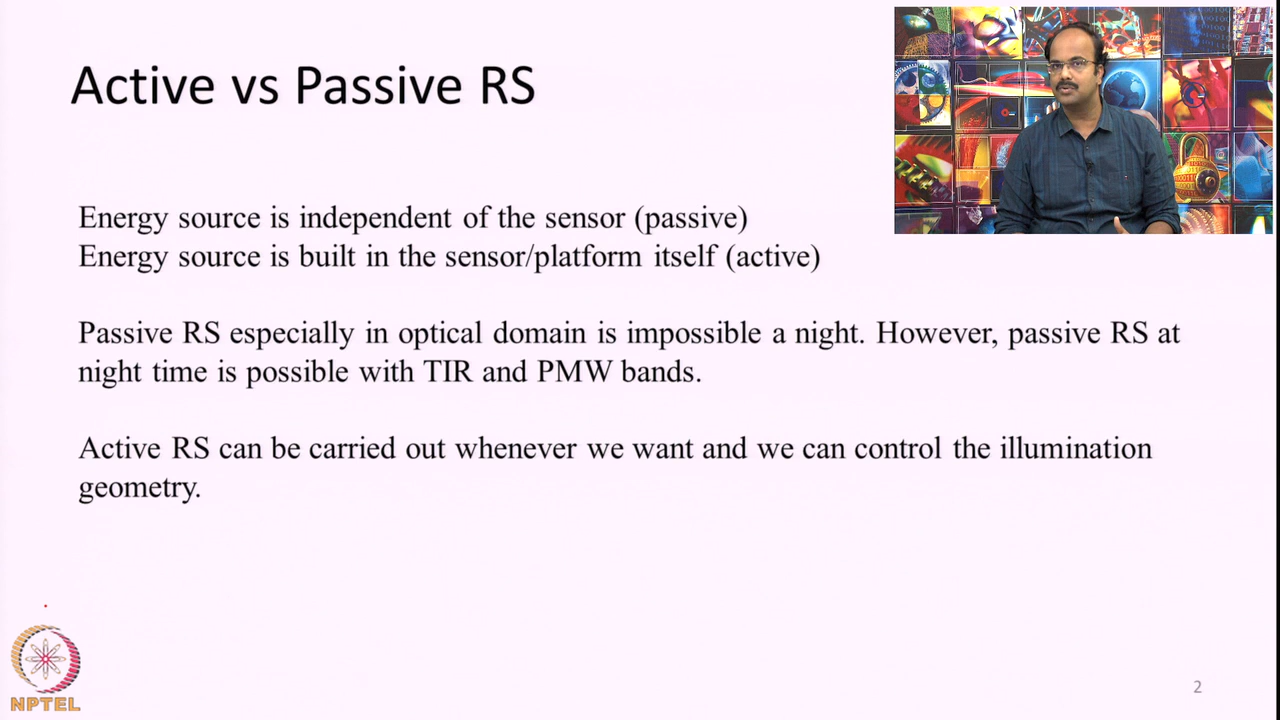 Active vs Passive RS
Energy source is independent of the sensor (passive)
Energy source is built in the sensor/platform itself (active)
Passive RS especially in optical domain is impossible a night. However, passive RS at
night time is possible with TIR and PMW bands.
Active RS can be carried out whenever we want and we can control the illumination
geometry.
NPTEL
2